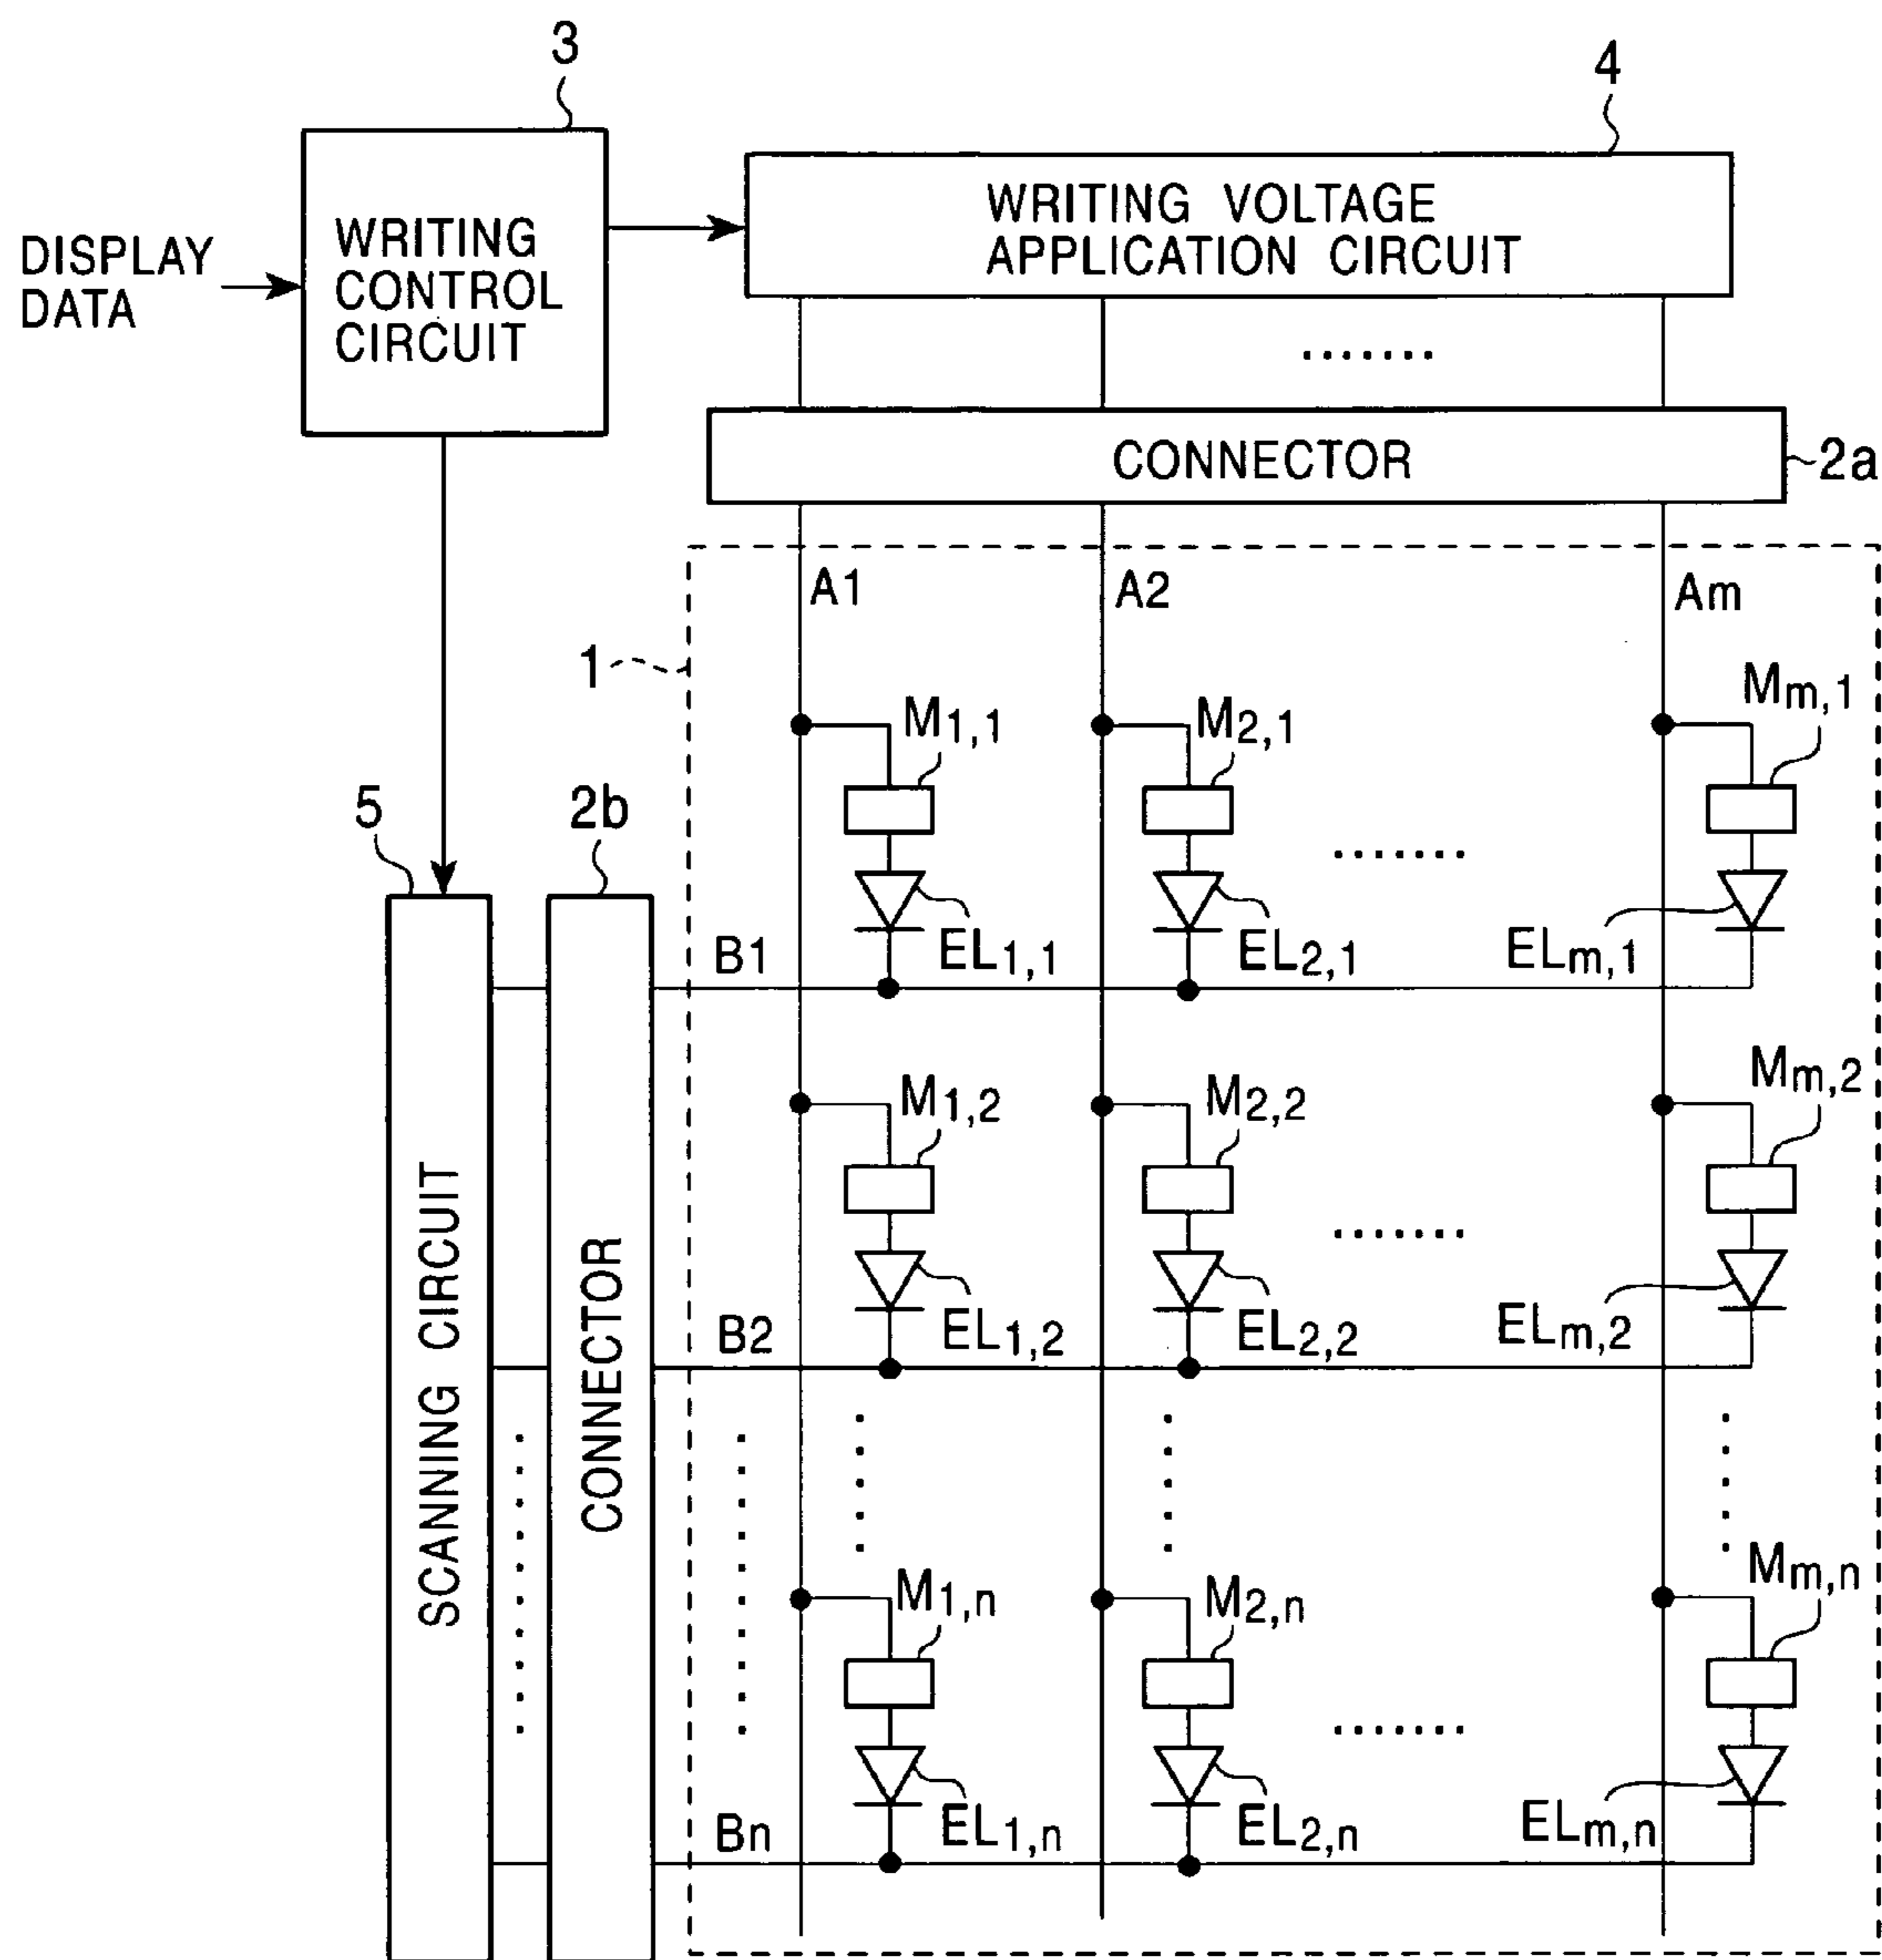 3
4
DISPLAY
DATA
WRITING
CONTROL
CIRCUIT
WRITING VOLTAGE
APPLICATION CIRCUIT
CONNECTOR
2a
A1
A2
Am
1
M1,1
M2,1
Mm,1
5
2b
B1
EL1,1
EL2,1
ELm,1
M1,2
M2,2
Mm,2
SCANNING CIRCUIT
CONNECTOR
B2
EL1,2
EL2,2
ELm,2
M1,n
M2,n
Mm,n
Bn
EL1,n
EL2,n
ELm,n